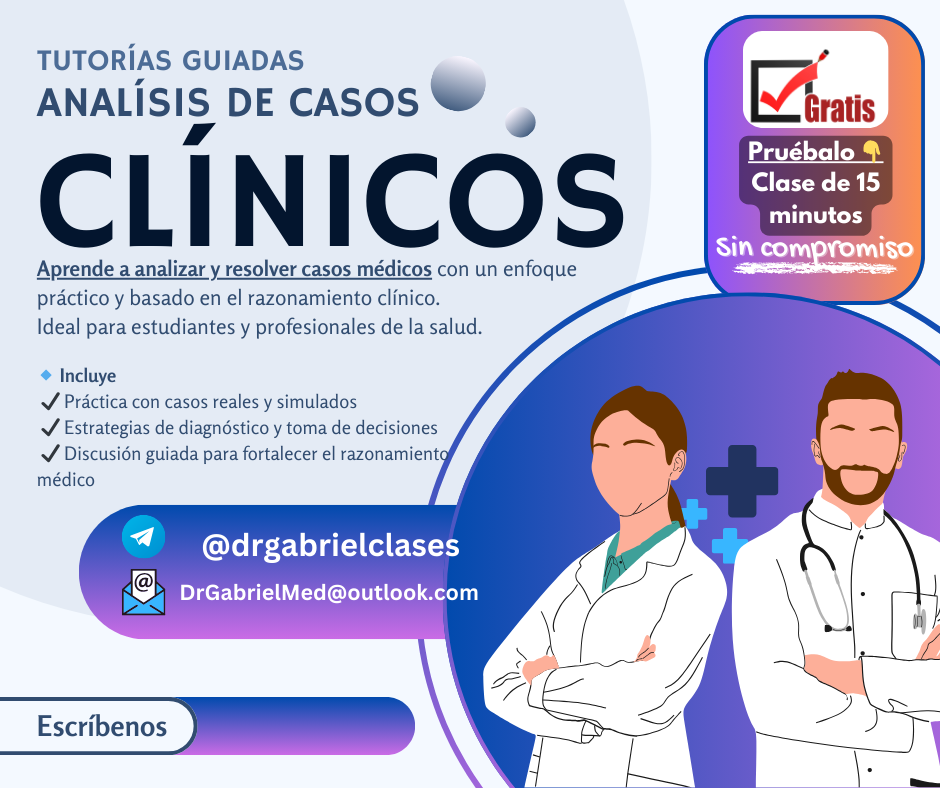 TUTORÍAS GUIADAS
ANALÍSIS DE CASOS
CLÍNICOS
Aprende a analizar y resolver casos médicos con un enfoque
práctico y basado en el razonamiento clínico.
Ideal para estudiantes y profesionales de la salud.
🔹 Incluye
✔ Práctica con casos reales y simulados
✔ Estrategias de diagnóstico y toma de decisiones
✔ Discusión guiada para fortalecer el razonamiento
médico
@drgabrielclases
@
DrGabrielMed@outlook.com
Escríbenos
Gratis
Pruébalo 👇
Clase de 15
minutos
Sin compromiso